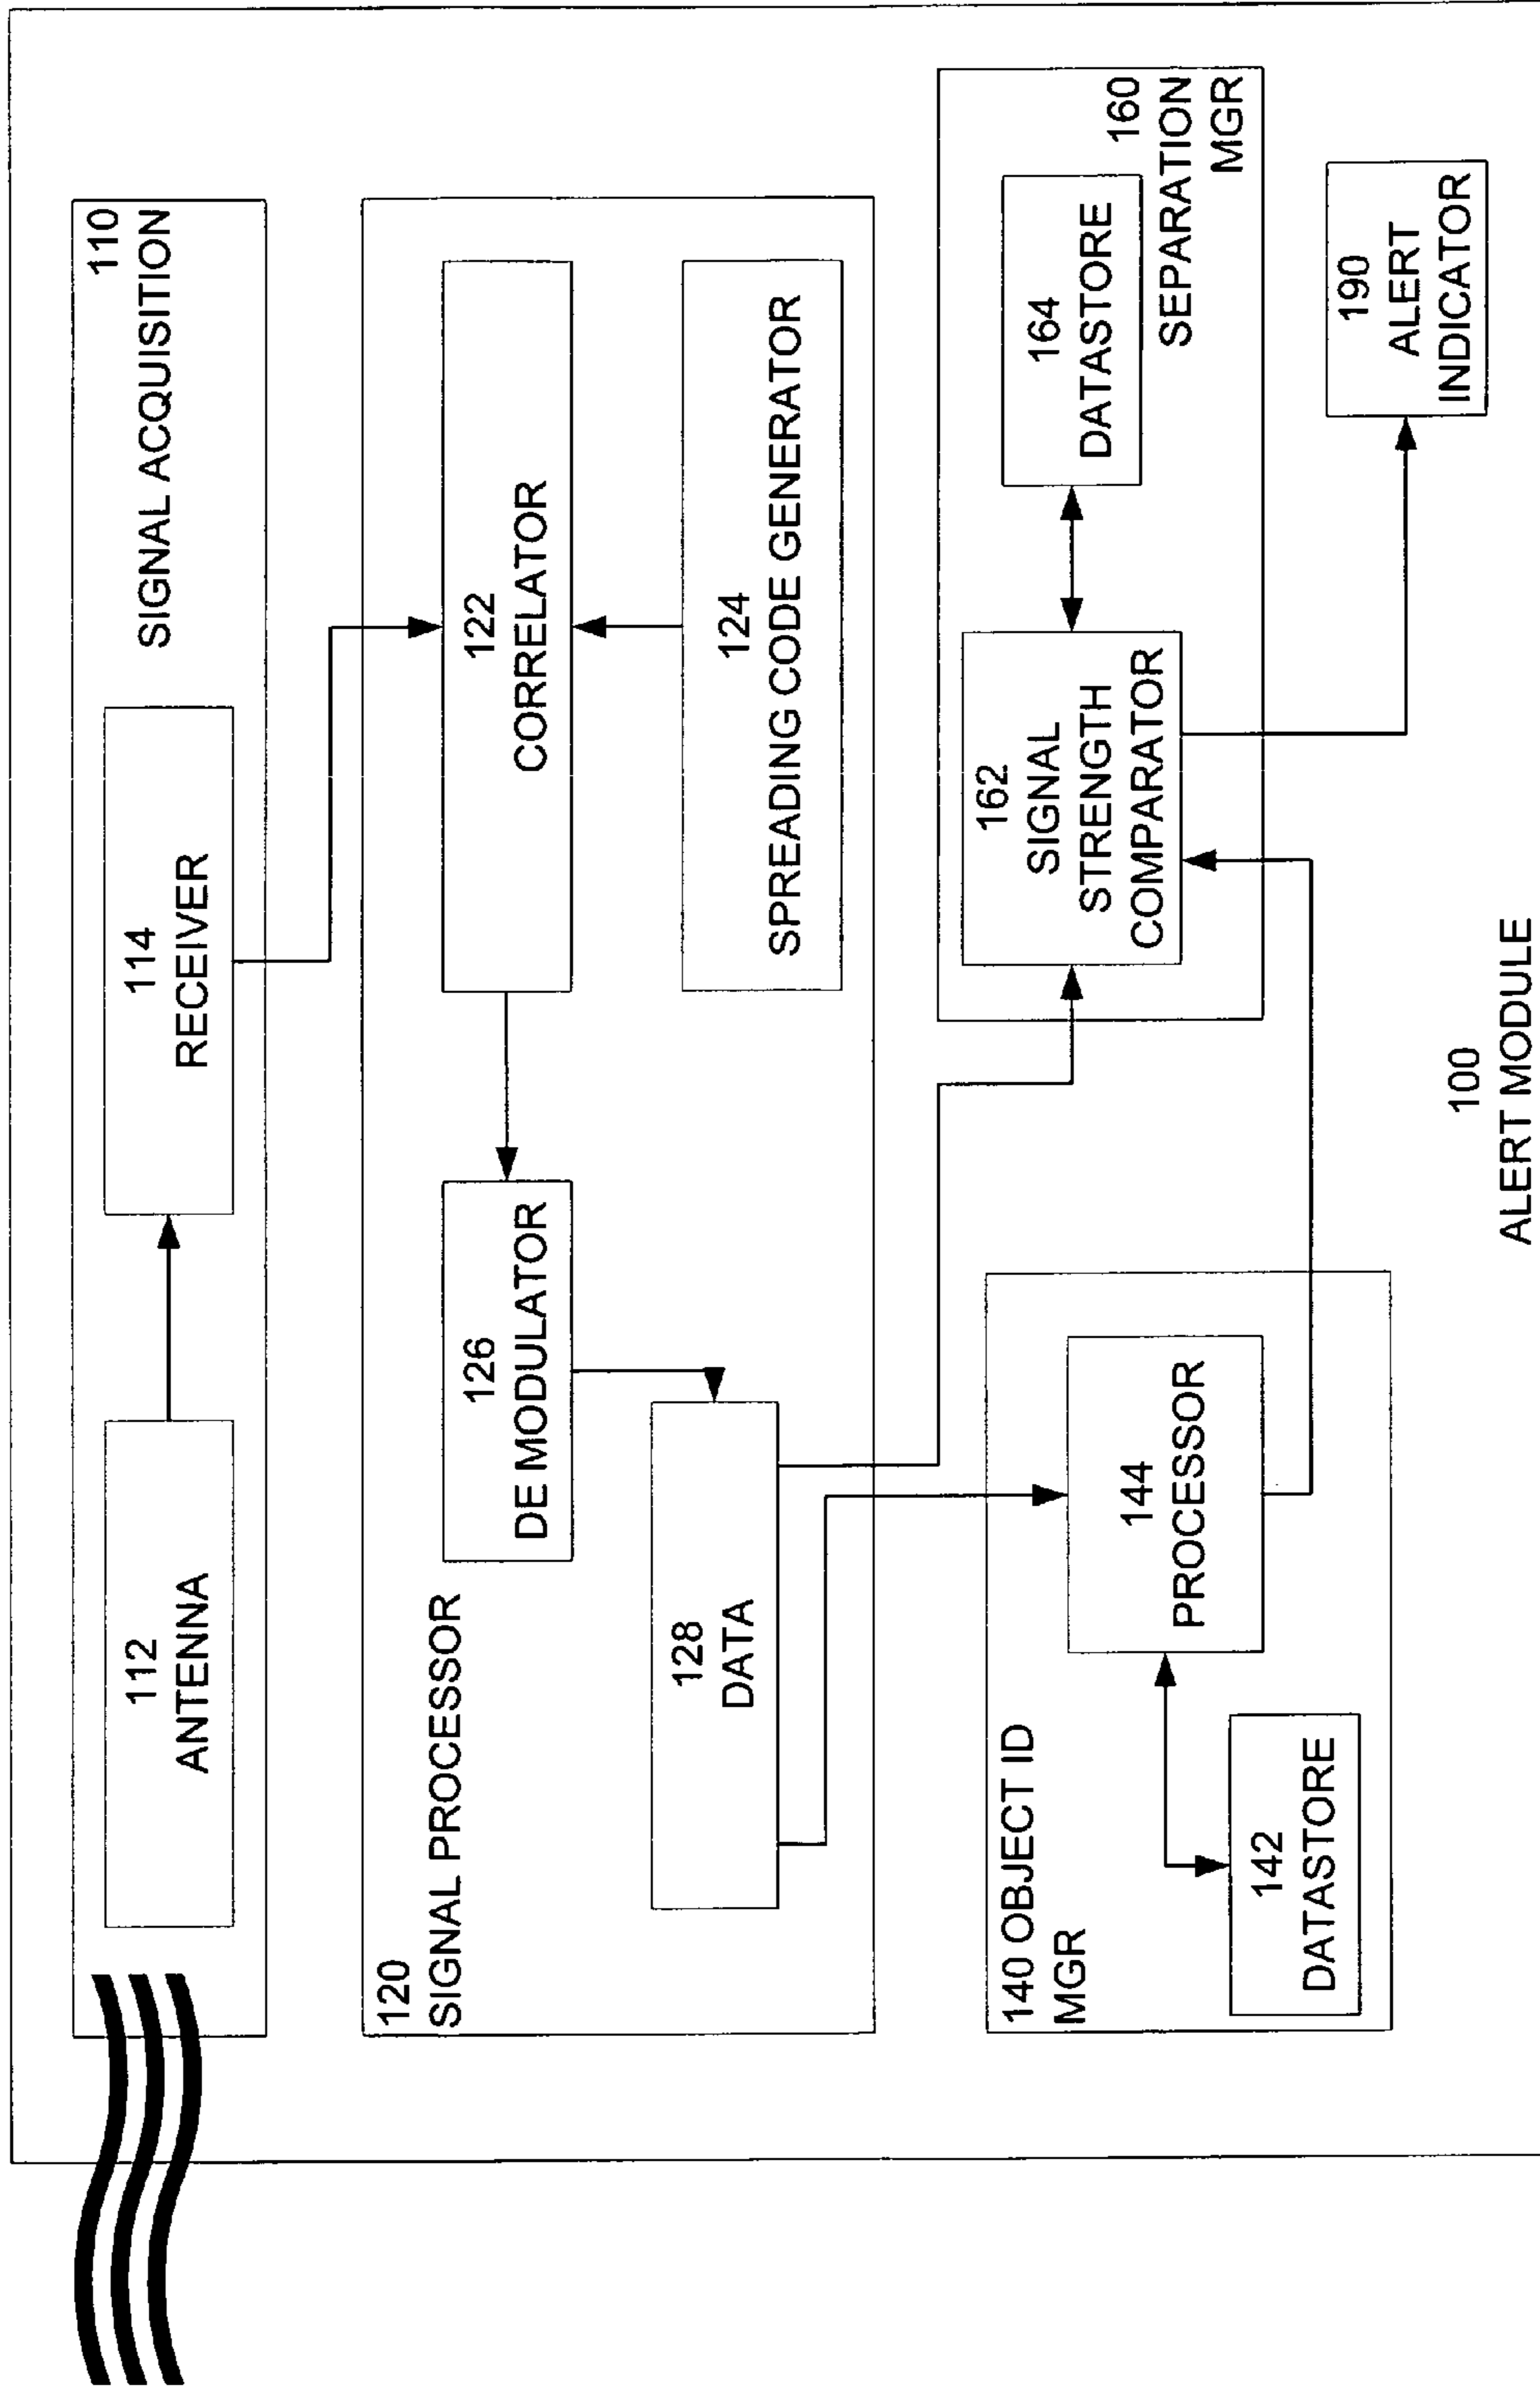 110
SIGNAL ACQUISITION
112
ANTENNA
114
RECEIVER
120
SIGNAL PROCESSOR
126
DE MODULATOR
122
CORRELATOR
128
DATA
124
SPREADING CODE GENERATOR
140 OBJECT ID
MGR
144
PROCESSOR
142
DATASTORE
162
SIGNAL
STRENGTH
COMPARATOR
164
DATASTORE
160
SEPARATION
MGR
190
ALERT
INDICATOR
100
ALERT MODULE